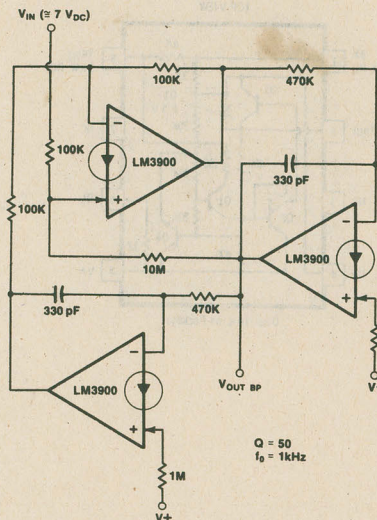 VIN (≅ 7 VDC)
100K
470K
100K
LM3900
330 pF
100K
10M
LM3900
330 pF
470K
LM3900
VOUT BP
V
Q = 50
f0 = 1kHz
1M
V+